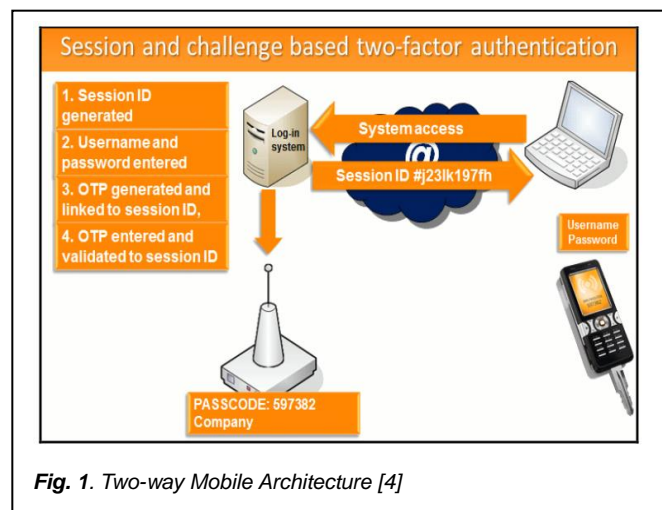 Session and challenge based two-factor authentication
1. Session ID
generated
2. Username and
password entered
3. OTP generated and
linked to session ID,
4. OTP entered and
validated to session ID
Log-in
system
System access
@
Session ID #j23lk197fh
Username
Password
PASSCODE: 597382
Company
Fig. 1. Two-way Mobile Architecture [4]